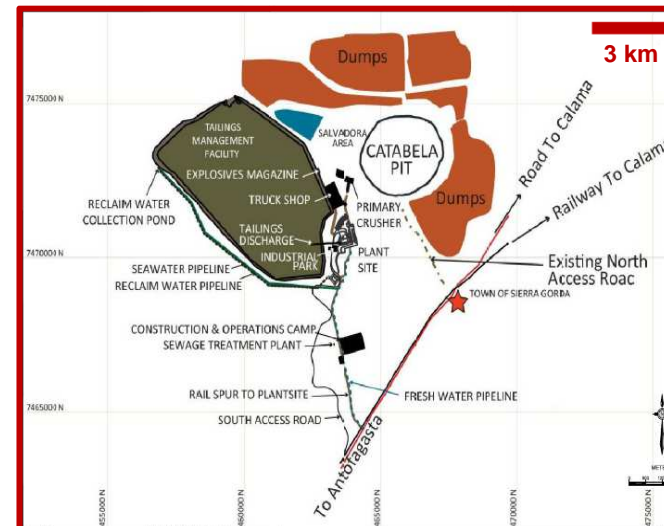 3 km
Dumps
Road To Calama
7475000 N
TAILINGS
MANAGEMENT
FACILITY
SALVADORA
AREA
CATABELA
PIT
Railway To Calama
EXPLOSIVES MAGAZINE
TRUCK SHOP
PRIMARY
CRUSHER
Dumps
RECLAIM WATER
COLLECTION POND
TAILINGS
DISCHARGE
INDUSTRIAL
PARK
PLANT
SITE
7470000 N
SEAWATER PIPELINE
RECLAIM WATER PIPELINE
Existing North
Access Roac
TOWN OF SIERRA GORDA
CONSTRUCTION & OPERATIONS CAMP
SEWAGE TREATMENT PLANT
RAIL SPUR TO PLANTSITE
FRESH WATER PIPELINE
7465000 N
SOUTH ACCESS ROAD
To Antofagasta
455000 N
460000 N
465000 N
470000 N
475000 N